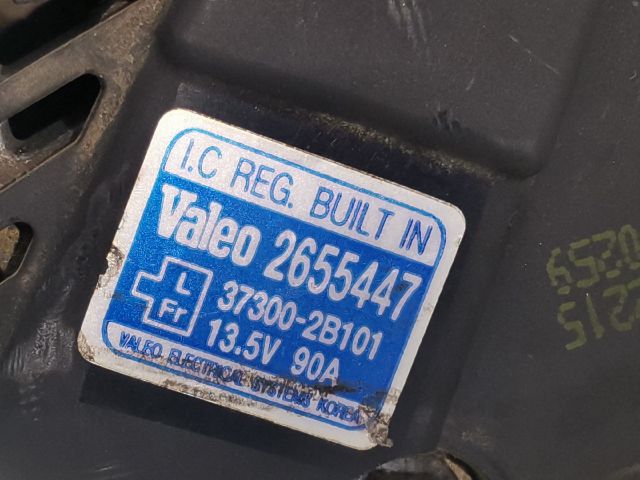 I.C REG. BUILT IN
Valeo 2655447
L
Fr
37300-2B101
13.5V 90A
VALEO ELECTRICAL SYSTEMS KOREA